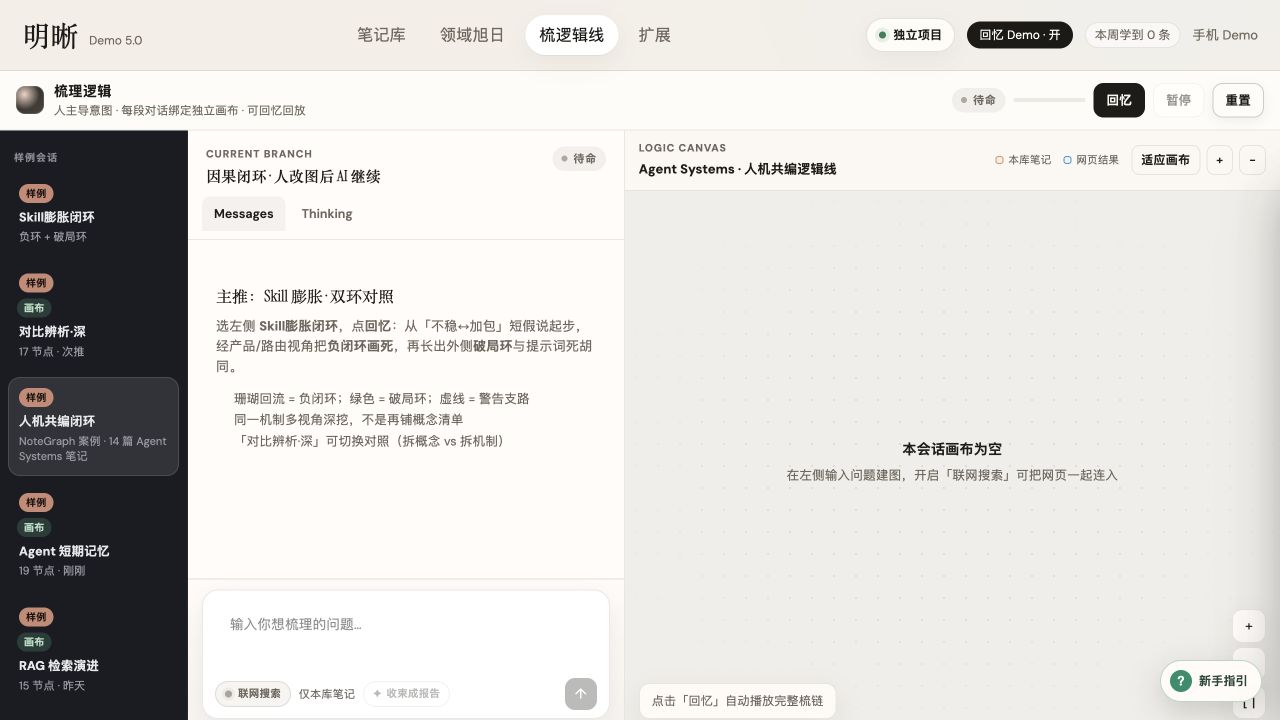 明晰 Demo 5.0
笔记库 领域旭日 梳逻辑线 扩展
独立项目 回忆 Demo · 开 本周学到 0 条 手机 Demo
梳理逻辑
人主导意图 · 每段对话绑定独立画布 · 可回忆回放
待命 回忆 暂停 重置
样例会话
样例
Skill膨胀闭环
负环 + 破局环
样例
画布
对比辨析·深
17 节点 · 次推
样例
人机共编闭环
NoteGraph 案例 · 14 篇 Agent
Systems 笔记
样例
画布
Agent 短期记忆
19 节点 · 刚刚
样例
画布
RAG 检索演进
15 节点 · 昨天
CURRENT BRANCH
待命
因果闭环·人改图后 AI 继续
Messages Thinking
主推：Skill 膨胀·双环对照
选左侧 Skill膨胀闭环，点回忆：从「不稳↔加包」短假说起步，
经产品/路由视角把负闭环画死，再长出外侧破局环与提示词死胡
同。
珊瑚回流 = 负闭环；绿色 = 破局环；虚线 = 警告支路
同一机制多视角深挖，不是再铺概念清单
「对比辨析·深」可切换对照（拆概念 vs 拆机制）
输入你想梳理的问题…
联网搜索 仅本库笔记 收束成报告
LOGIC CANVAS
Agent Systems · 人机共编逻辑线
本库笔记 网页结果 适应画布 + −
本会话画布为空
在左侧输入问题建图，开启「联网搜索」可把网页一起连入
点击「回忆」自动播放完整梳链
+
? 新手指引